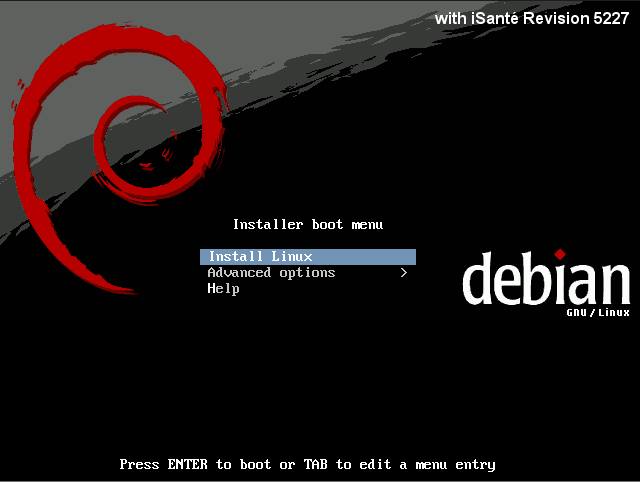 with iSanté Revision 5227
Installer boot menu
Install Linux
Advanced options >
Help
debian
GNU/Linux
Press ENTER to boot or TAB to edit a menu entry